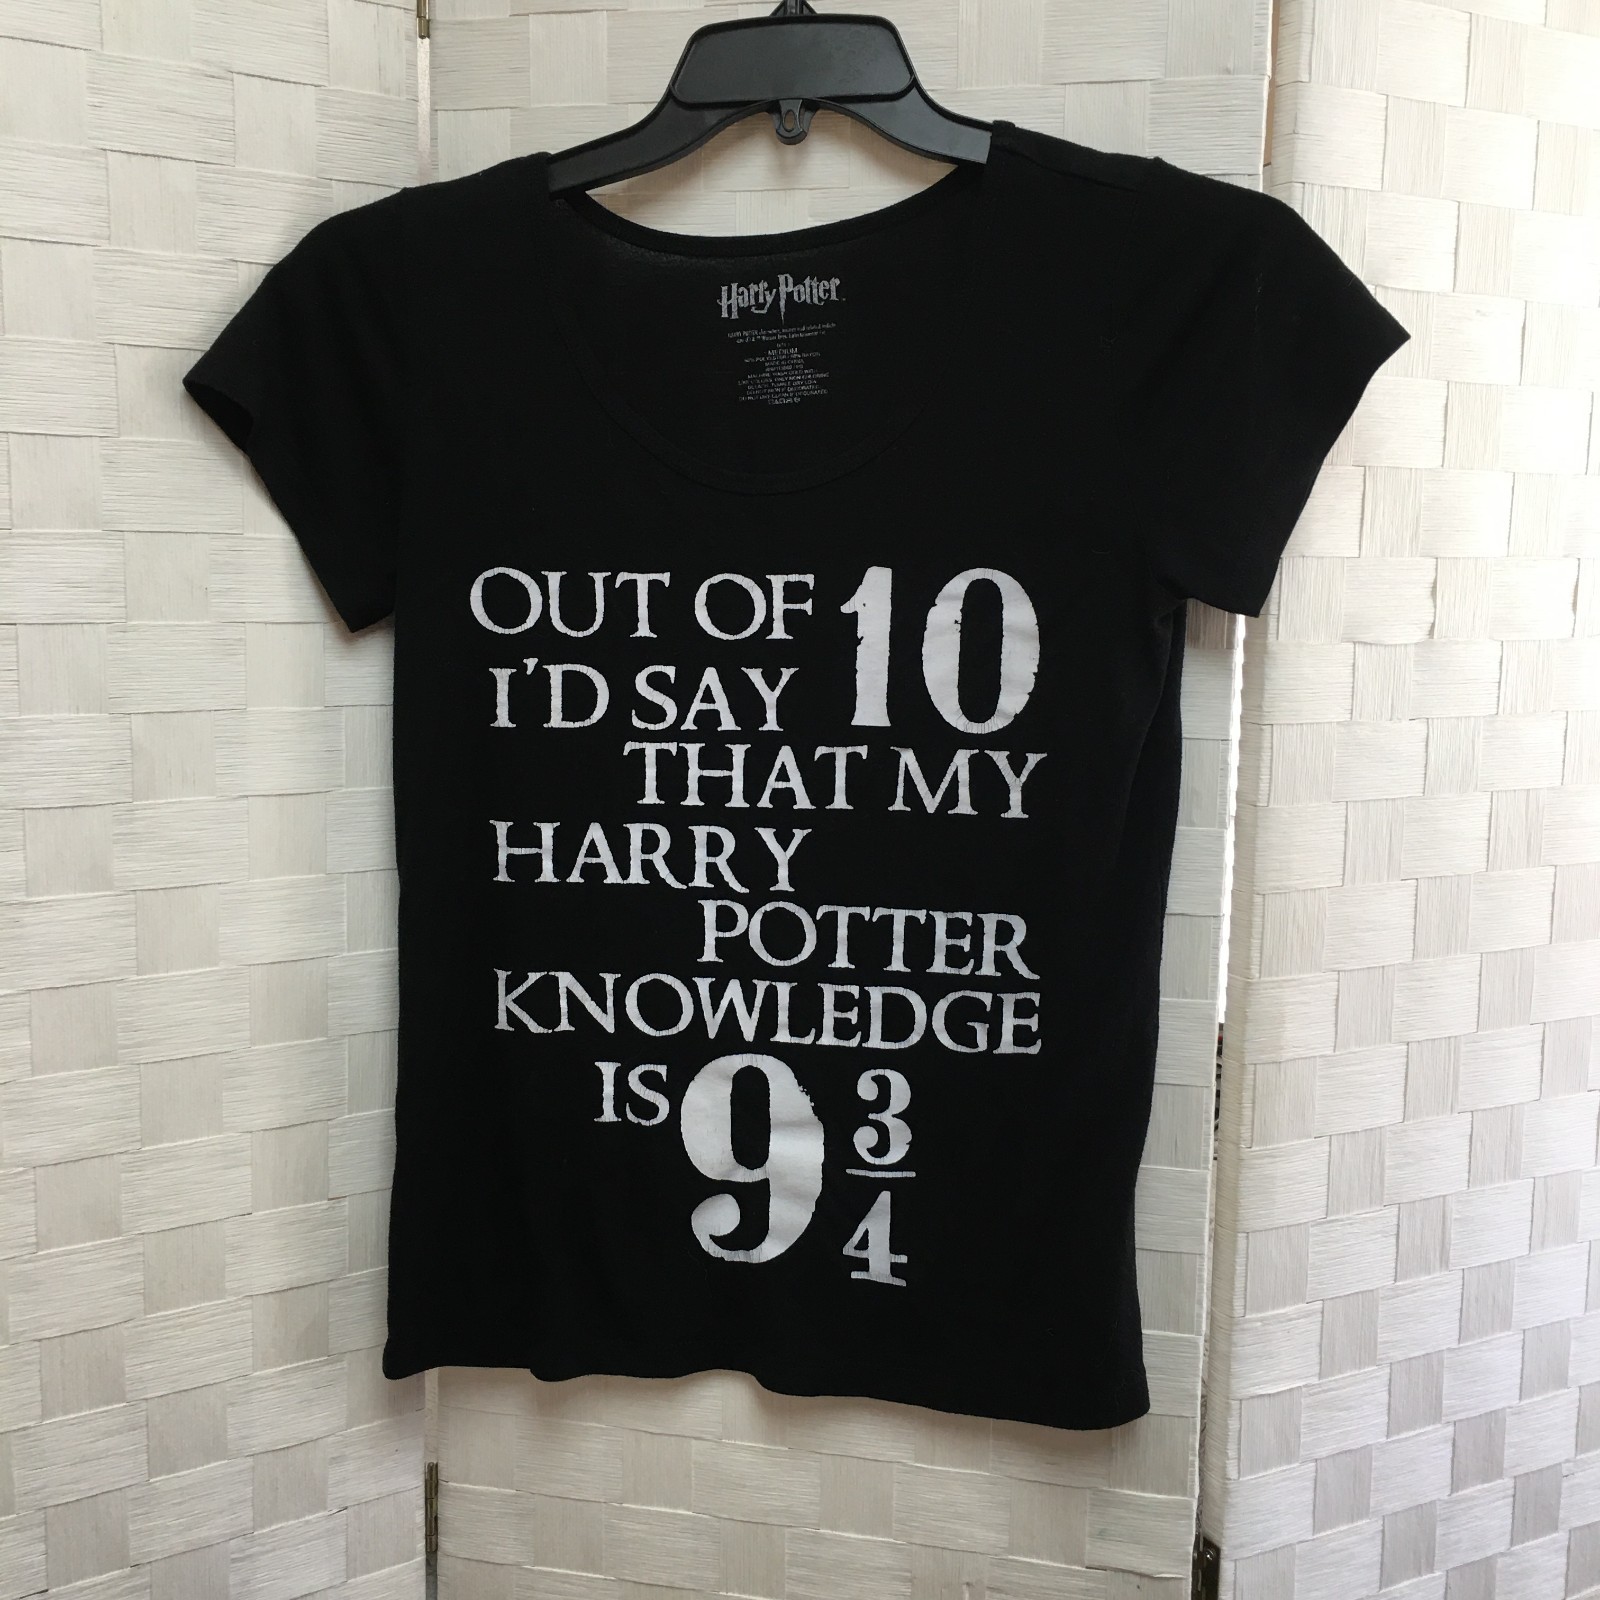 Harry Potter
MEDIUM
OUT OF 10
I'D SAY
THAT MY
HARRY
POTTER
KNOWLEDGE
IS 9 3/4